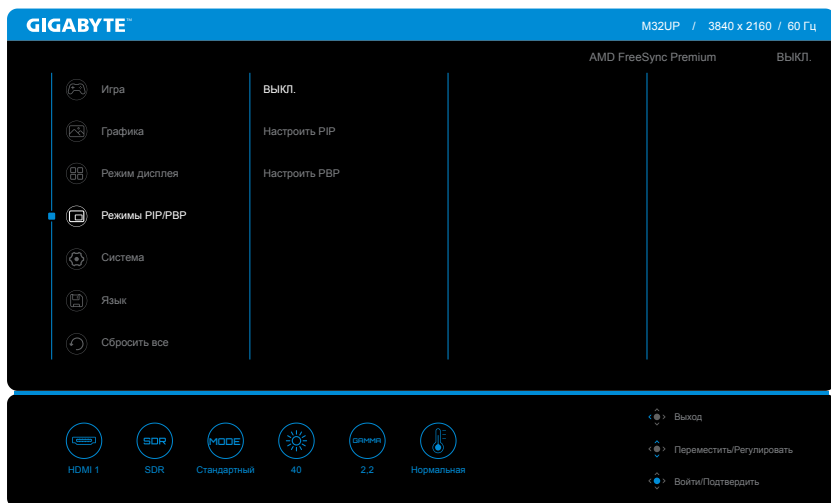 GIGABYTE™
M32UP / 3840 x 2160 / 60 Гц
AMD FreeSync Premium ВЫКЛ.
Игра
ВЫКЛ.
Графика
Настроить PIP
Режим дисплея
Настроить PBP
Режимы PIP/PBP
Система
Язык
Сбросить все
Выход
SDR
MODE
GAMMA
Переместить/Регулировать
HDMI 1
SDR
Стандартный
40
2,2
Нормальная
Войти/Подтвердить